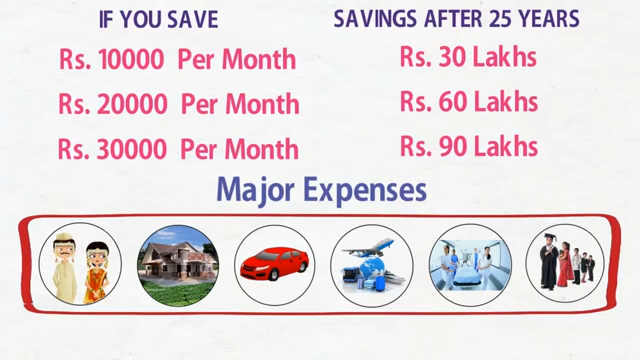 IF YOU SAVE SAVINGS AFTER 25 YEARS
Rs. 10000 Per Month Rs. 30 Lakhs
Rs. 20000 Per Month Rs. 60 Lakhs
Rs. 30000 Per Month Rs. 90 Lakhs
Major Expenses